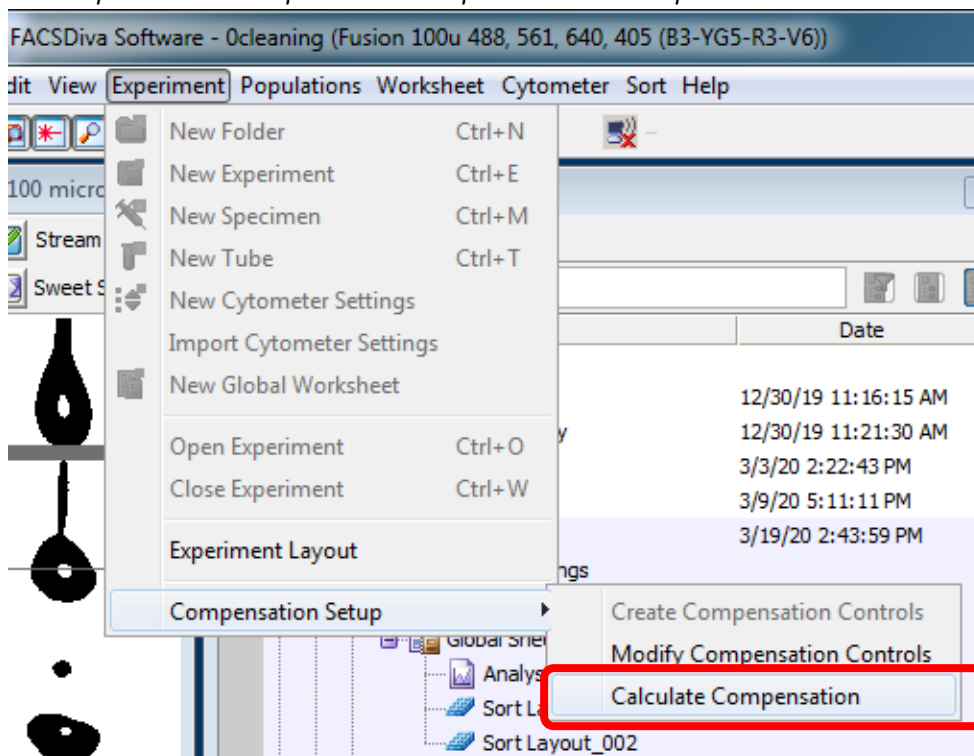 FACSDiva Software - 0cleaning (Fusion 100u 488, 561, 640, 405 (B3-YG5-R3-V6))
dit View Experiment Populations Worksheet Cytometer Sort Help
New Folder Ctrl+N
New Experiment Ctrl+E
100 micro
New Specimen Ctrl+M
Stream
New Tube Ctrl+T
Sweet S
New Cytometer Settings
Import Cytometer Settings
Date
New Global Worksheet
12/30/19 11:16:15 AM
y 12/30/19 11:21:30 AM
Open Experiment Ctrl+O
3/3/20 2:22:43 PM
Close Experiment Ctrl+W
3/9/20 5:11:11 PM
3/19/20 2:43:59 PM
Experiment Layout
ngs
Compensation Setup
Create Compensation Controls
Global She
Modify Compensation Controls
Analys
Calculate Compensation
Sort La
Sort Layout_002